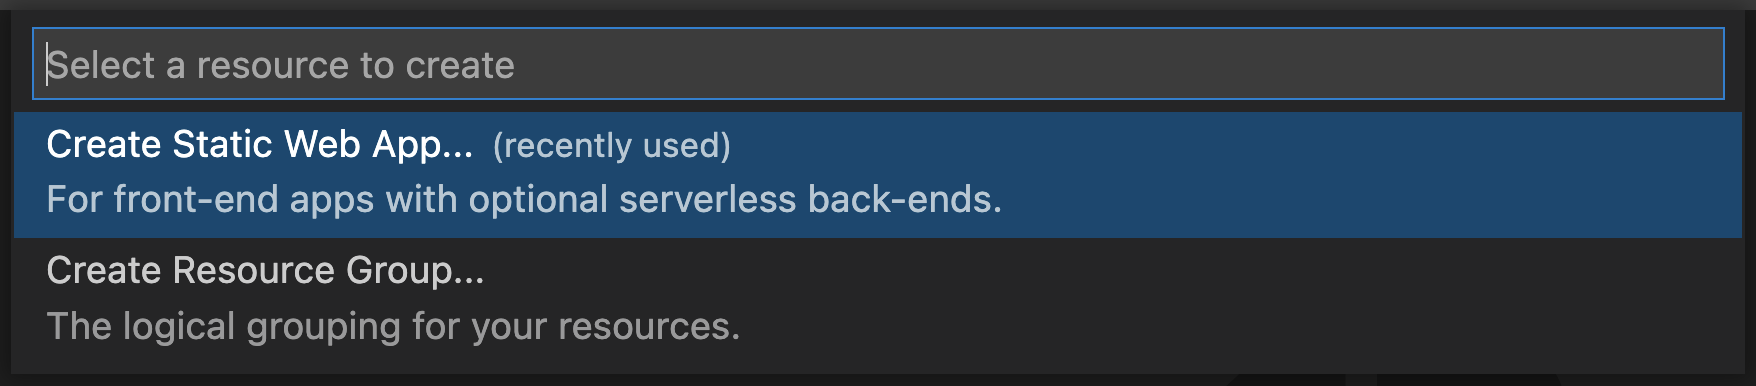 Select a resource to create
Create Static Web App... (recently used)
For front-end apps with optional serverless back-ends.
Create Resource Group...
The logical grouping for your resources.